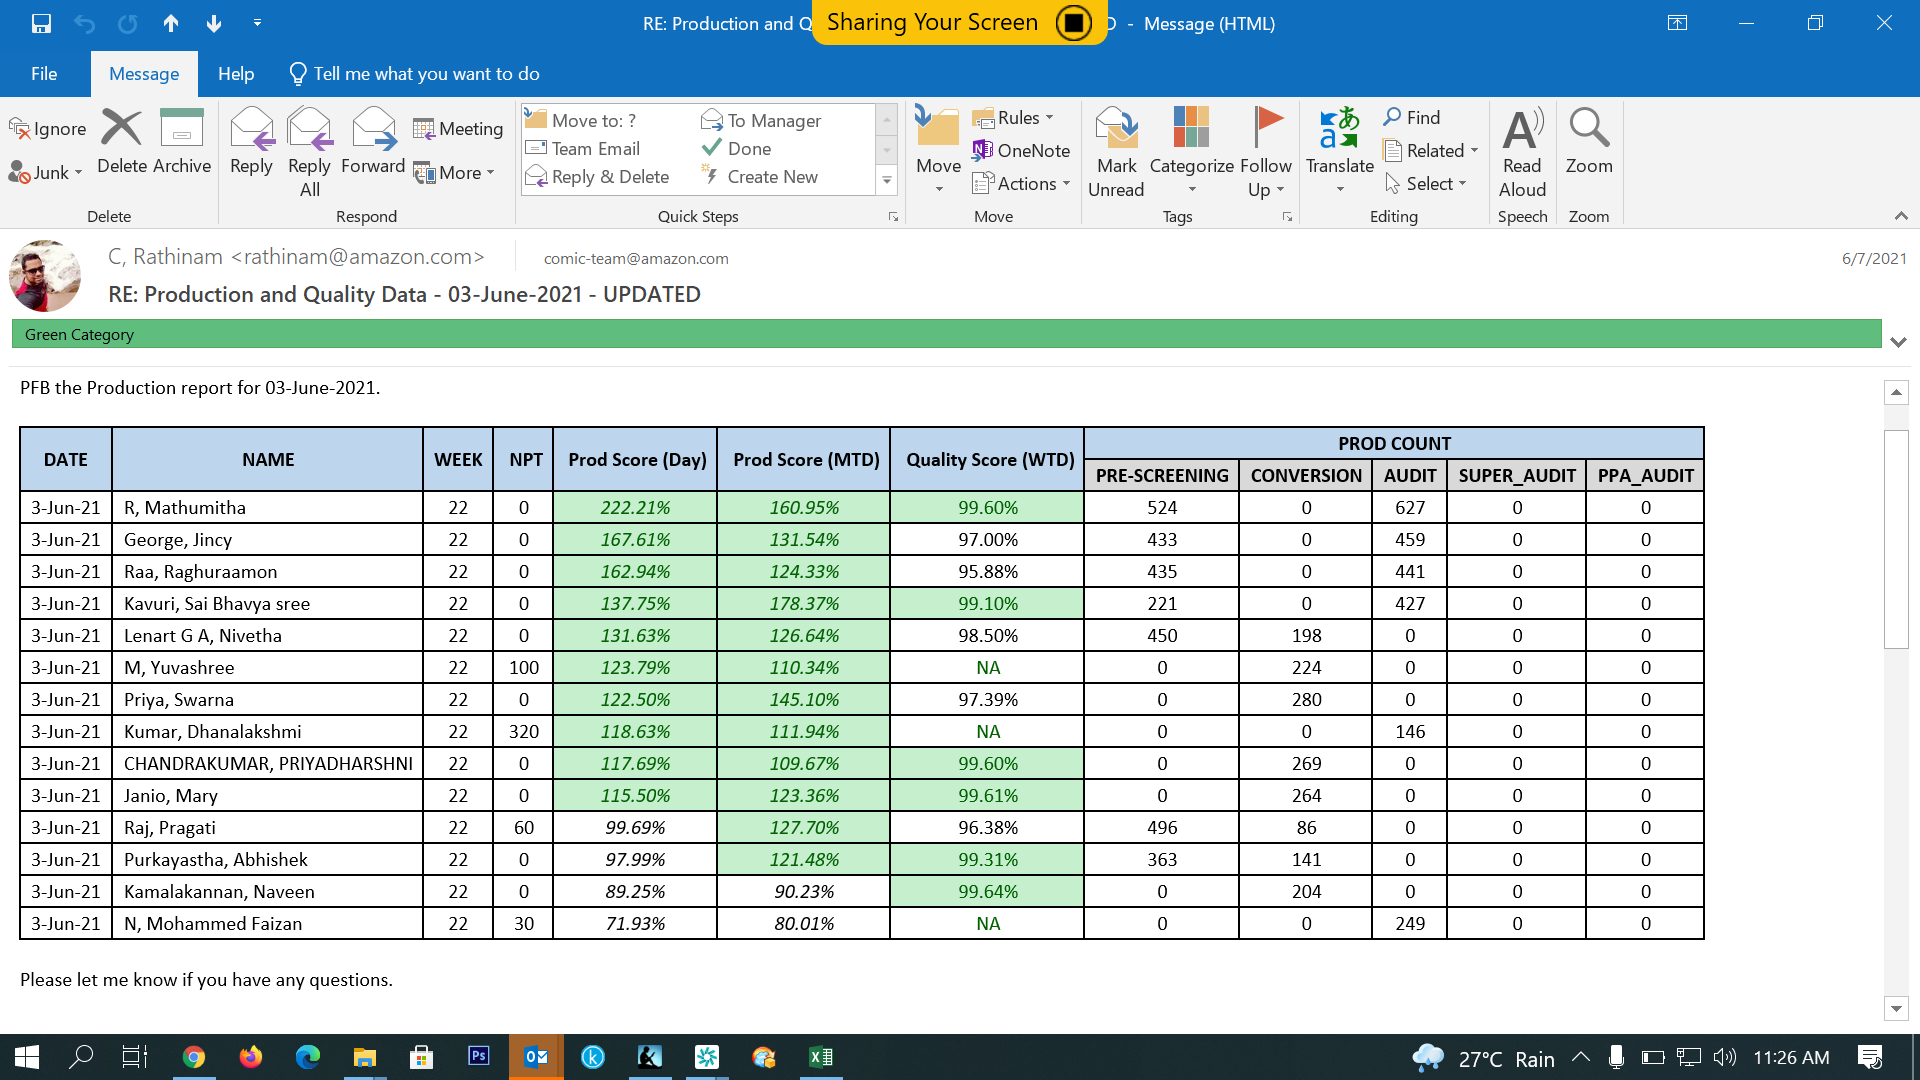 RE: Production and Q
Sharing Your Screen
D - Message (HTML)
File
Message
Help
Tell me what you want to do
Ignore
Junk
Delete
Archive
Delete
Reply
Reply All
Forward
Meeting
More
Respond
Move to: ?
To Manager
Team Email
Done
Reply & Delete
Create New
Quick Steps
Move
Rules
OneNote
Actions
Move
Mark Unread
Categorize
Follow Up
Tags
Translate
Find
Related
Select
Editing
Read Aloud
Speech
Zoom
Zoom
C, Rathinam <rathinam@amazon.com>
comic-team@amazon.com
6/7/2021
RE: Production and Quality Data - 03-June-2021 - UPDATED
Green Category
PFB the Production report for 03-June-2021.
DATE NAME WEEK NPT Prod Score (Day) Prod Score (MTD) Quality Score (WTD) PROD COUNT
PRE-SCREENING CONVERSION AUDIT SUPER_AUDIT PPA_AUDIT
3-Jun-21 R, Mathumitha 22 0 222.21% 160.95% 99.60% 524 0 627 0 0
3-Jun-21 George, Jincy 22 0 167.61% 131.54% 97.00% 433 0 459 0 0
3-Jun-21 Raa, Raghuraamon 22 0 162.94% 124.33% 95.88% 435 0 441 0 0
3-Jun-21 Kavuri, Sai Bhavya sree 22 0 137.75% 178.37% 99.10% 221 0 427 0 0
3-Jun-21 Lenart G A, Nivetha 22 0 131.63% 126.64% 98.50% 450 198 0 0 0
3-Jun-21 M, Yuvashree 22 100 123.79% 110.34% NA 0 224 0 0 0
3-Jun-21 Priya, Swarna 22 0 122.50% 145.10% 97.39% 0 280 0 0 0
3-Jun-21 Kumar, Dhanalakshmi 22 320 118.63% 111.94% NA 0 0 146 0 0
3-Jun-21 CHANDRAKUMAR, PRIYADHARSHNI 22 0 117.69% 109.67% 99.60% 0 269 0 0 0
3-Jun-21 Janio, Mary 22 0 115.50% 123.36% 99.61% 0 264 0 0 0
3-Jun-21 Raj, Pragati 22 60 99.69% 127.70% 96.38% 496 86 0 0 0
3-Jun-21 Purkayastha, Abhishek 22 0 97.99% 121.48% 99.31% 363 141 0 0 0
3-Jun-21 Kamalakannan, Naveen 22 0 89.25% 90.23% 99.64% 0 204 0 0 0
3-Jun-21 N, Mohammed Faizan 22 30 71.93% 80.01% NA 0 0 249 0 0
Please let me know if you have any questions.
27°C Rain
11:26 AM